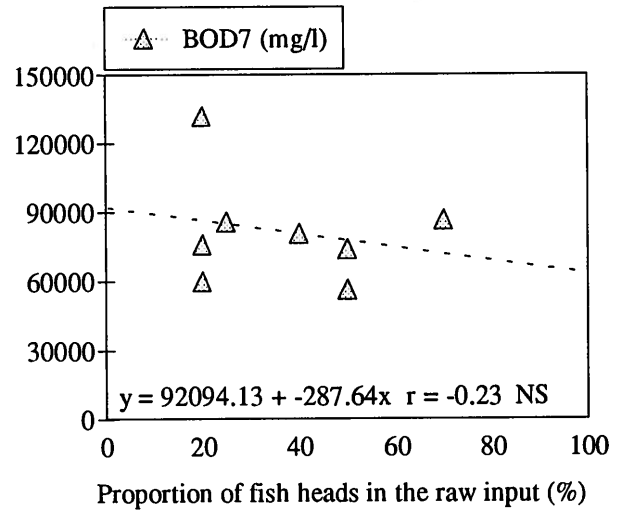 BOD7 (mg/l)
150000
120000
90000
60000
30000
0
y = 92094.13 + -287.64x r = -0.23 NS
0 20 40 60 80 100
Proportion of fish heads in the raw input (%)